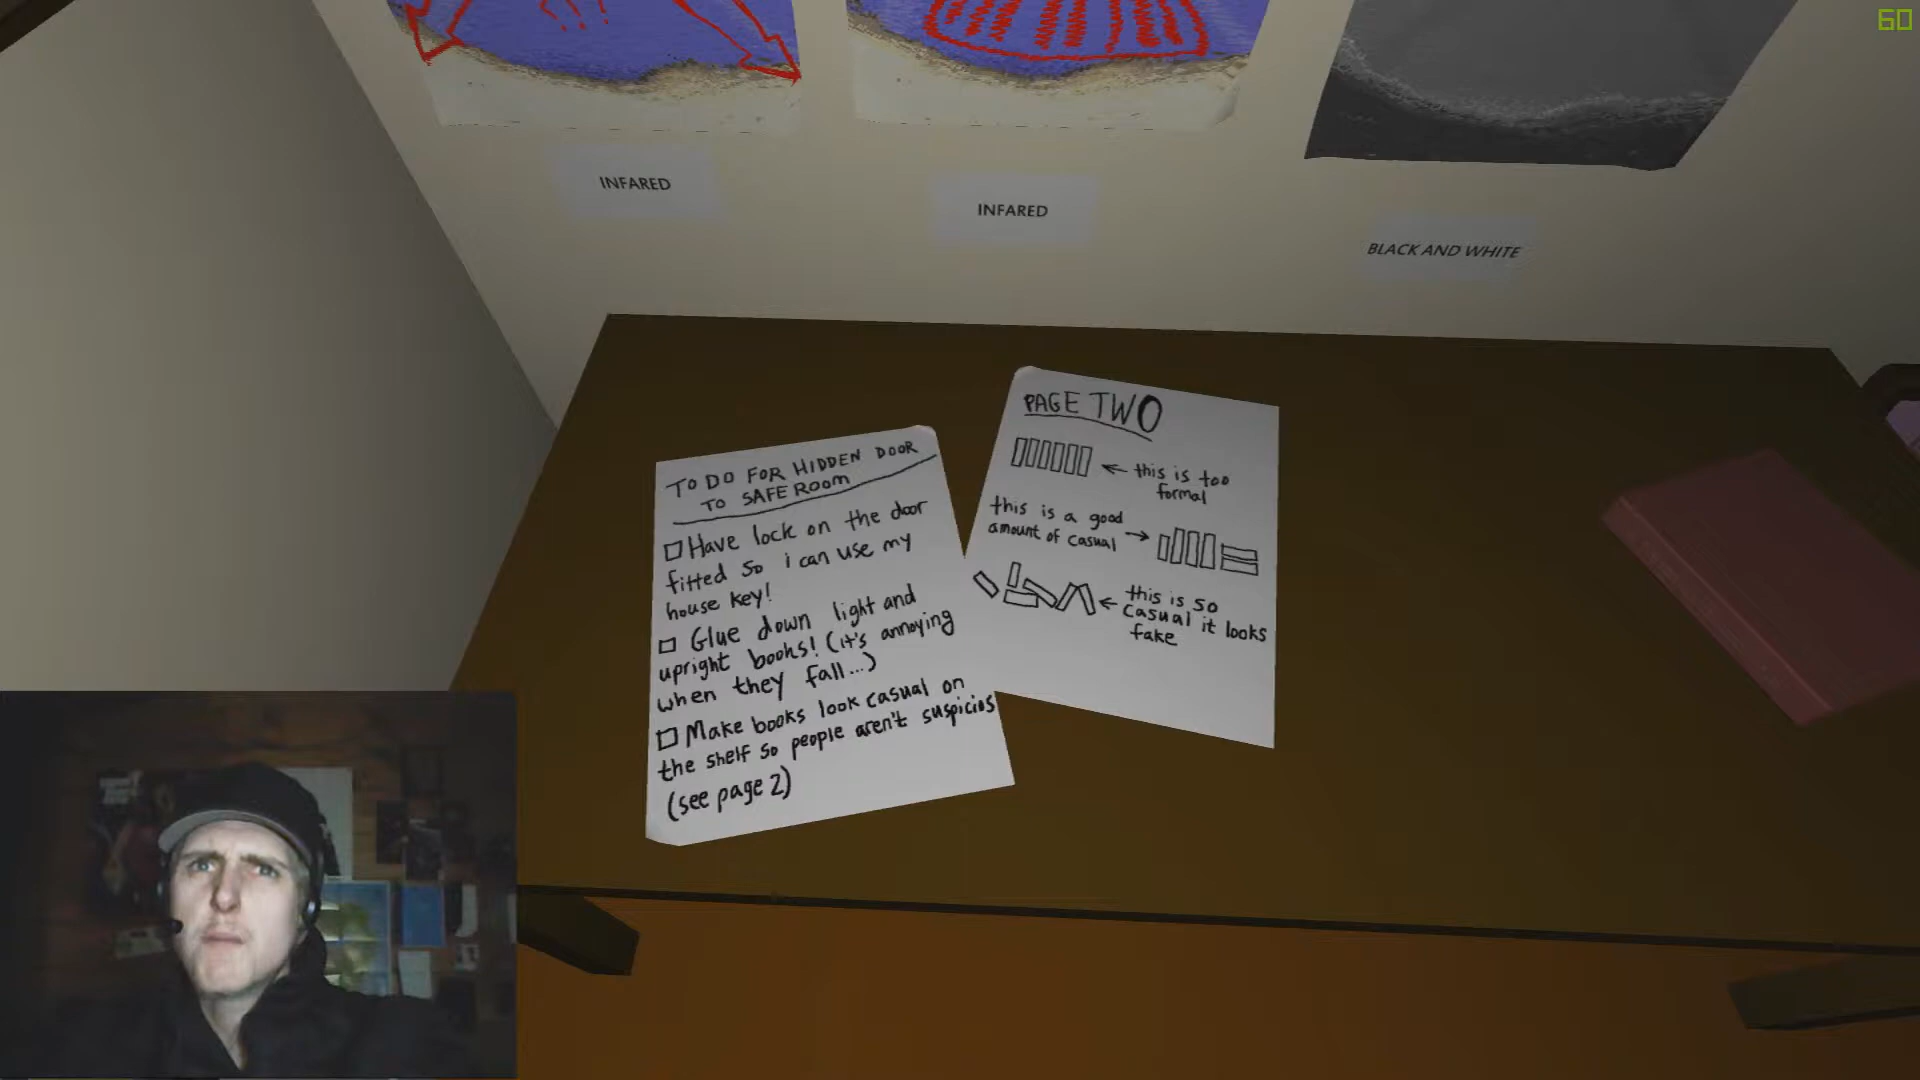 60
INFARED
INFARED
BLACK AND WHITE
TO DO FOR HIDDEN DOOR
TO SAFE ROOM
Have lock on the door
fitted so i can use my
house key!
Glue down light and
upright books! (it's annoying
when they fall...)
Make books look casual on
the shelf so people aren't suspicios
(see page 2)
PAGE TWO
this is too
formal
this is a good
amount of casual
this is so
casual it looks
fake